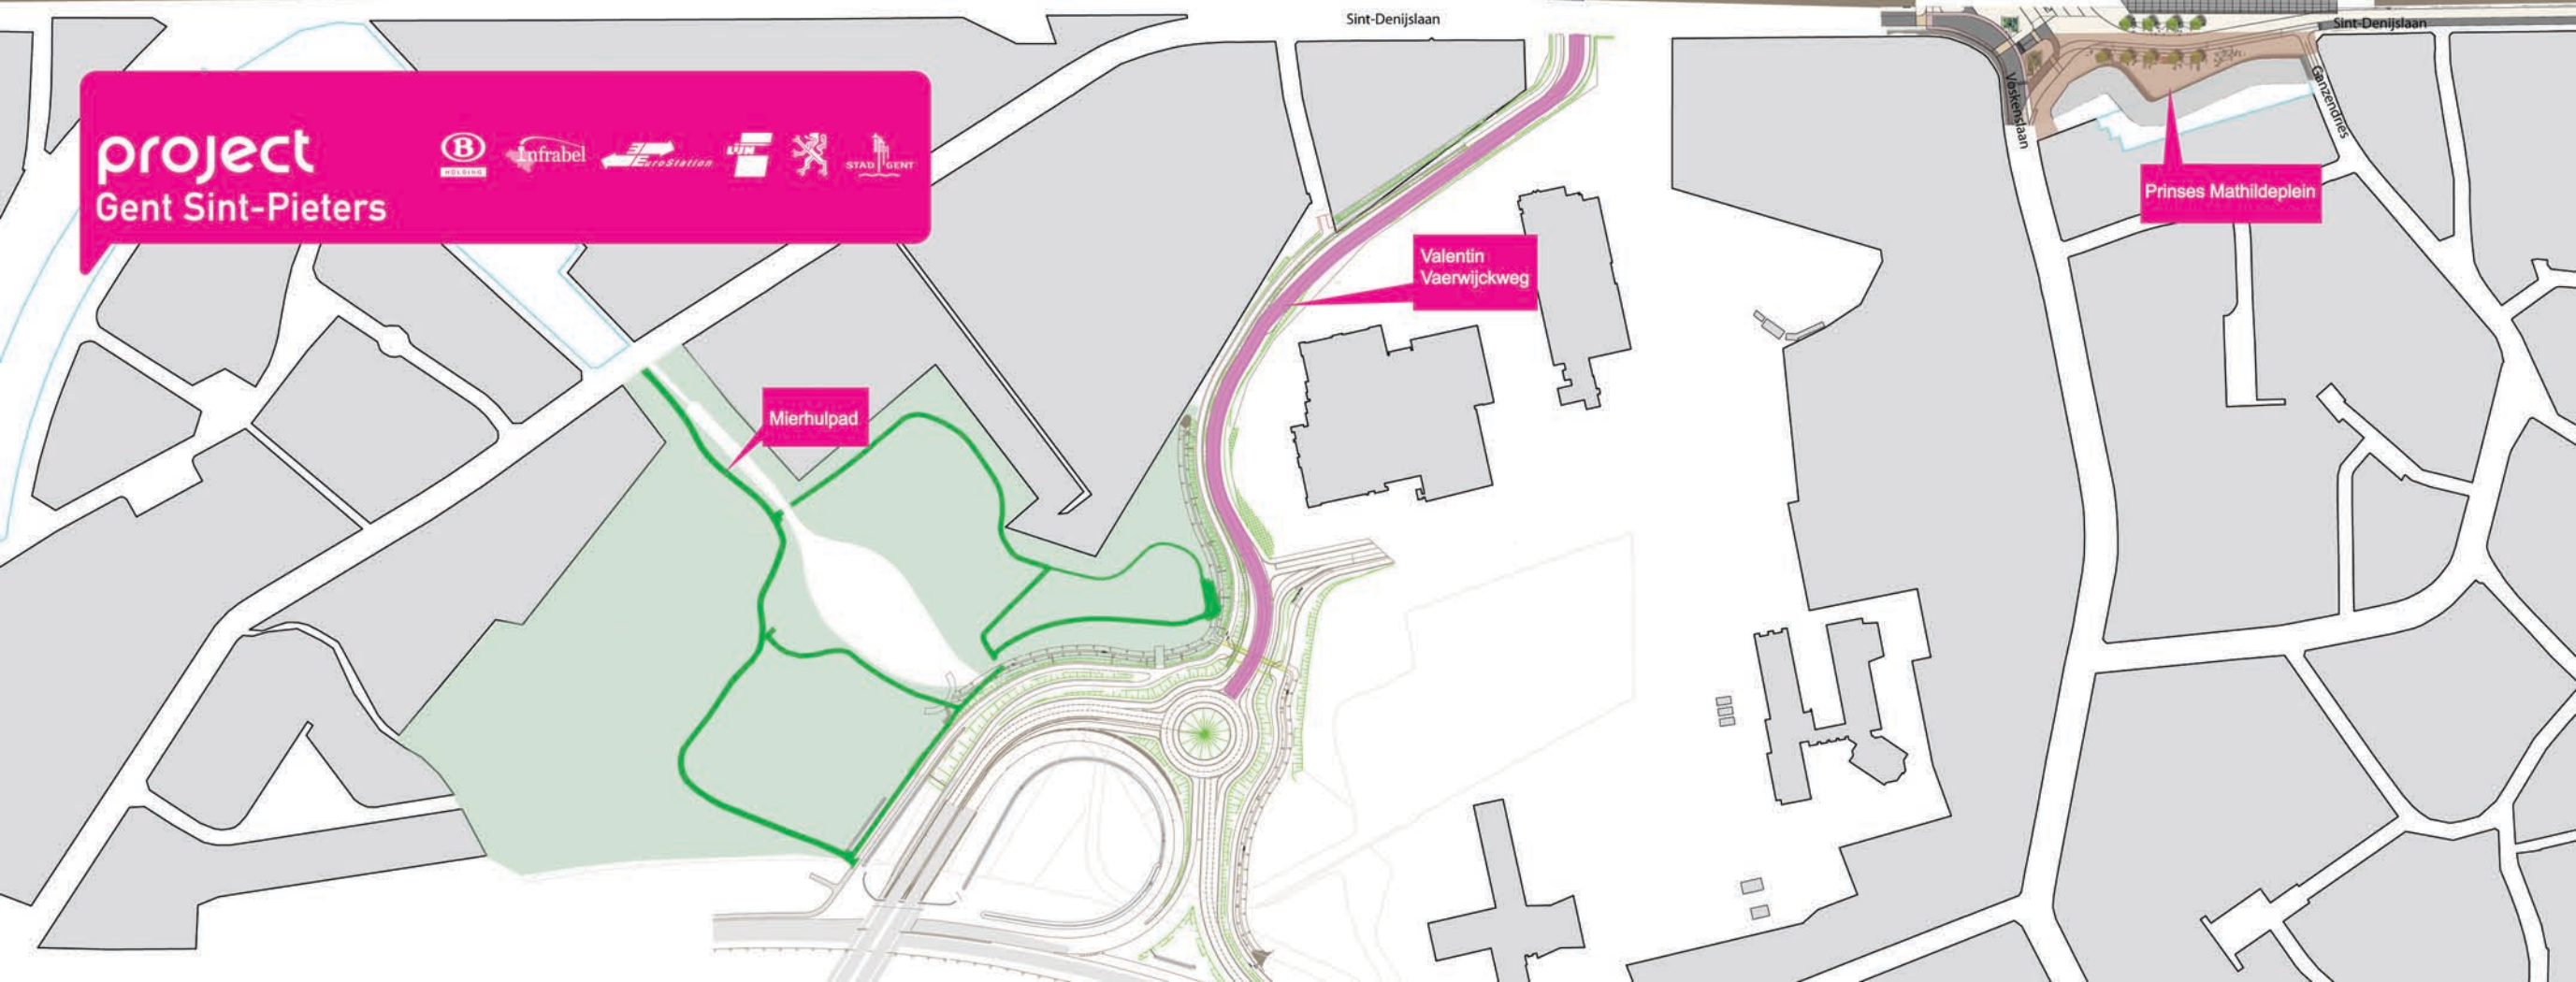 Sint-Denijslaan
Sint-Denijslaan
project
Gent Sint-Pieters
B
HOLDING
Infrabel
EuroStation
STAD GENT
Voskenslaan
Ganzendries
Prinses Mathildeplein
Valentin
Vaerwijckweg
Mierhulpad